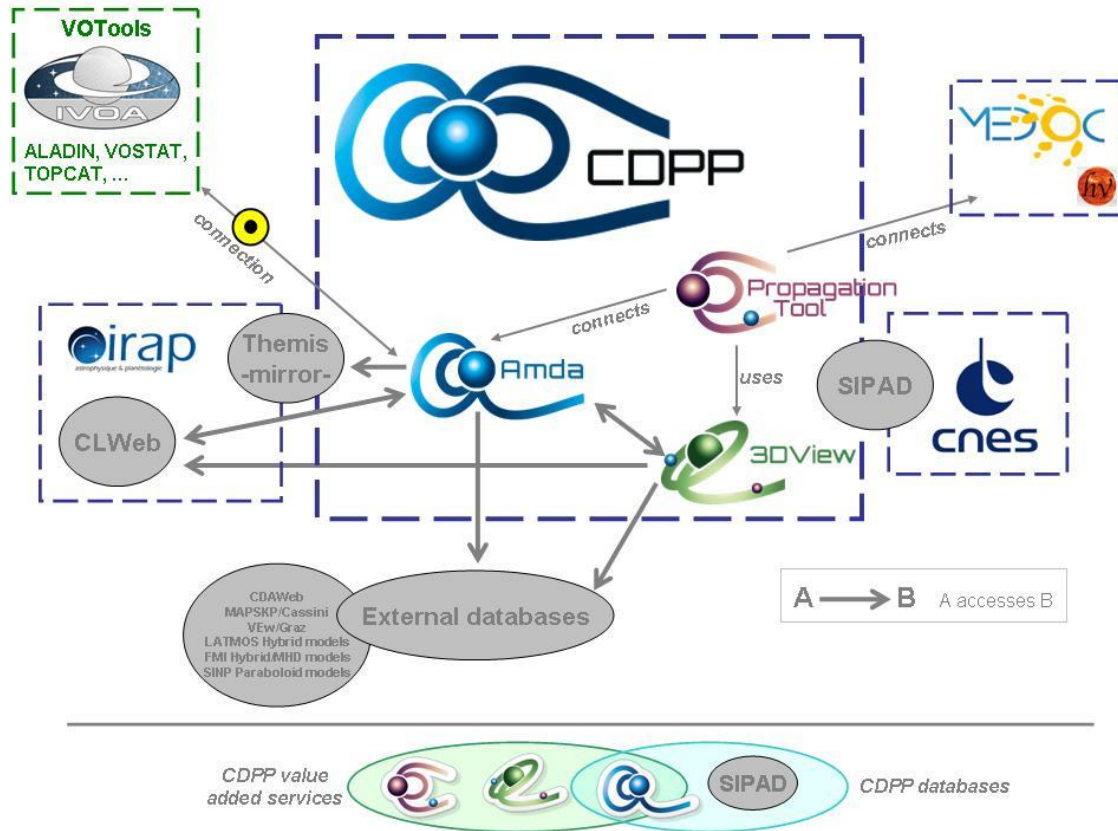 VOTools
IVOA
ALADIN, VOSTAT,
TOPCAT, ...
CDPP
MEDOC
hν
connection
connects
Propagation
Tool
connects
irap
astrophysique & planétologie
Themis
-mirror-
Amda
uses
SIPAD
cnes
CLWeb
3DView
CDAWeb
MAPSKP/Cassini
VEw/Graz
LATMOS Hybrid models
FMI Hybrid/MHD models
SINP Paraboloid models
External databases
A B A accesses B
CDPP value
added services
SIPAD
CDPP databases